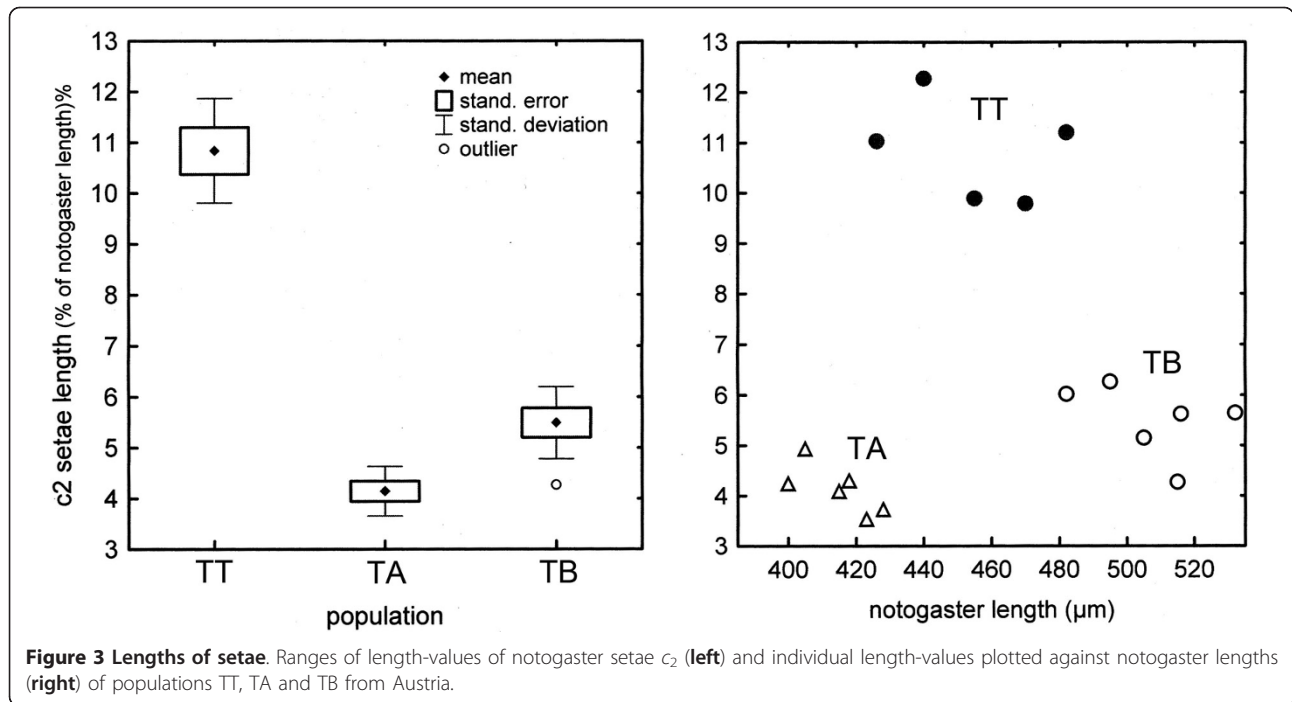 13
12
11
10
9
8
7
6
5
4
3
c2 setae length (% of notogaster length)%
mean
stand. error
stand. deviation
outlier
TT TA TB
population
13
12
11
10
9
8
7
6
5
4
3
TT
TB
TA
400 420 440 460 480 500 520
notogaster length (µm)
Figure 3 Lengths of setae. Ranges of length-values of notogaster setae c₂ (left) and individual length-values plotted against notogaster lengths
(right) of populations TT, TA and TB from Austria.